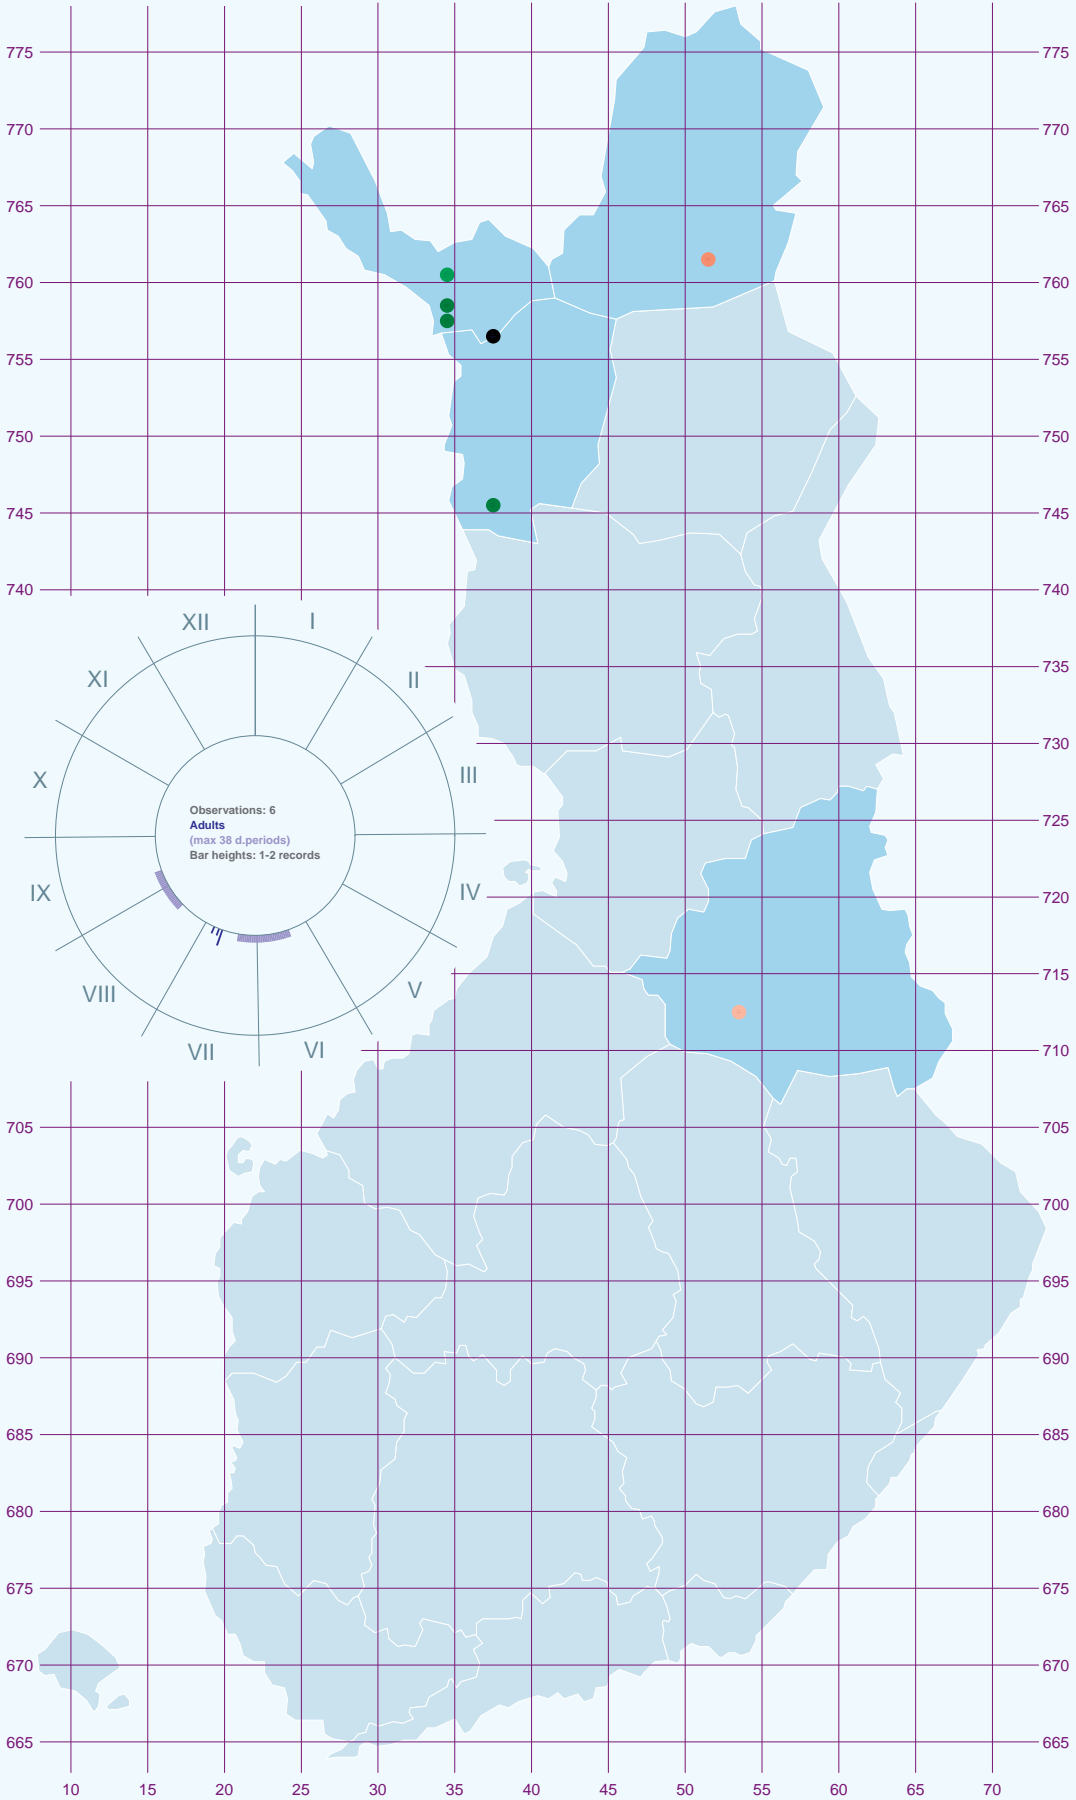 775 775
770 770
765 765
760 760
755 755
750 750
745 745
740 740
XII I
XI II
735
X III
730
725
IX IV
720
715
VIII V
VII VI
710
Observations: 6
Adults
(max 38 d.periods)
Bar heights: 1-2 records
705 705
700 700
695 695
690 690
685 685
680 680
675 675
670 670
665 665
10 15 20 25 30 35 40 45 50 55 60 65 70